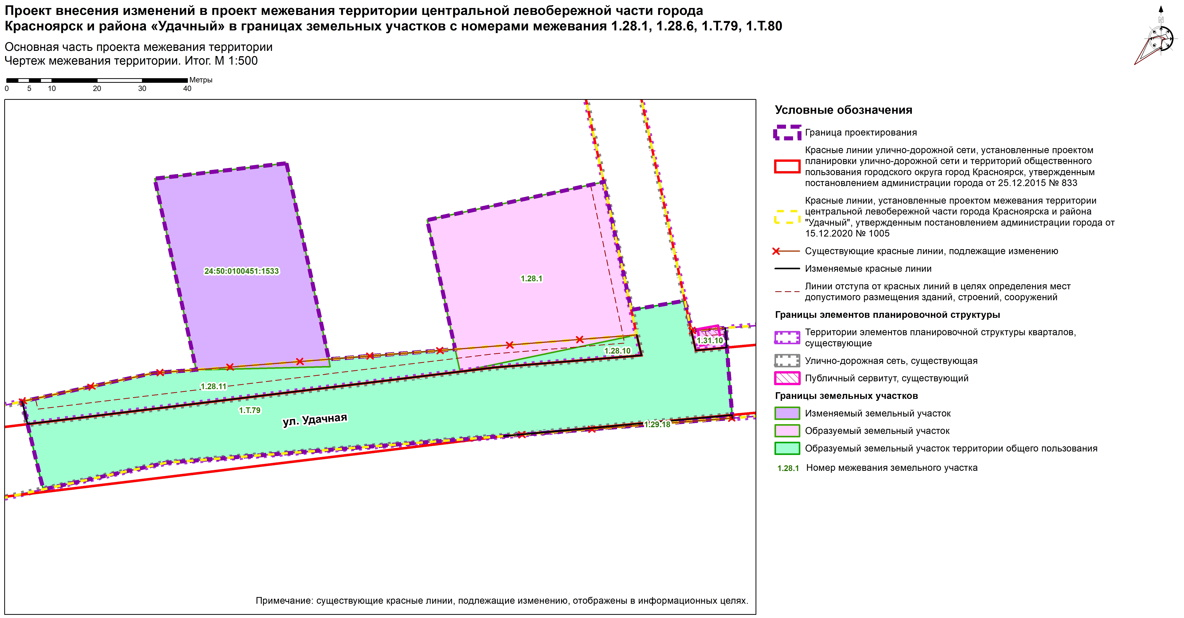 Проект внесения изменений в проект межевания территории центральной левобережной части города
Красноярск и района «Удачный» в границах земельных участков с номерами межевания 1.28.1, 1.28.6, 1.Т.79, 1.Т.80
Основная часть проекта межевания территории
Чертеж межевания территории. Итог. М 1:500
Метры
0 5 10 20 30 40
24:50:0100451:1533
1.28.1
1.31.10
1.28.10
1.28.11
1.Т.79
ул. Удачная
1.29.18
Примечание: существующие красные линии, подлежащие изменению, отображены в информационных целях.
Условные обозначения
Граница проектирования
Красные линии улично-дорожной сети, установленные проектом
планировки улично-дорожной сети и территорий общественного
пользования городского округа город Красноярск, утвержденным
постановлением администрации города от 25.12.2015 № 833
Красные линии, установленные проектом межевания территории
центральной левобережной части города Красноярска и района
"Удачный", утвержденным постановлением администрации города от
15.12.2020 № 1005
Существующие красные линии, подлежащие изменению
Изменяемые красные линии
Линии отступа от красных линий в целях определения мест
допустимого размещения зданий, строений, сооружений
Границы элементов планировочной структуры
Территории элементов планировочной структуры кварталов,
существующие
Улично-дорожная сеть, существующая
Публичный сервитут, существующий
Границы земельных участков
Изменяемый земельный участок
Образуемый земельный участок
Образуемый земельный участок территории общего пользования
1.28.1 Номер межевания земельного участка